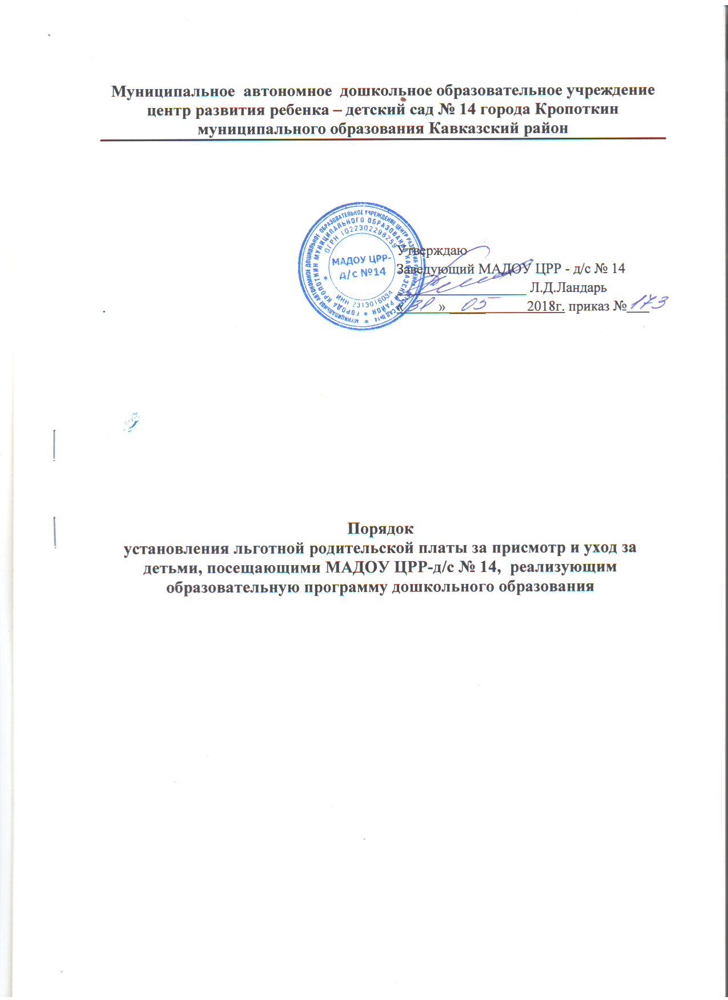 Муниципальное автономное дошкольное образовательное учреждение
центр развития ребенка – детский сад № 14 города Кропоткин
муниципального образования Кавказский район
МУНИЦИПАЛЬНОЕ АВТОНОМНОЕ ДОШКОЛЬНОЕ ОБРАЗОВАТЕЛЬНОЕ УЧРЕЖДЕНИЕ ЦЕНТР РАЗВИТИЯ РЕБЕНКА - ДЕТСКИЙ САД №14 *
ГОРОДА КРОПОТКИН МУНИЦИПАЛЬНОГО ОБРАЗОВАНИЯ КАВКАЗСКИЙ РАЙОН *
* ОГРН 1022302298259
МАДОУ ЦРР-
д/с №14
ИНН 2313016034
Утверждаю
Заведующий МАДОУ ЦРР - д/с № 14
Л.Д.Ландарь
« 31 » 05 2018г. приказ № 173
Порядок
установления льготной родительской платы за присмотр и уход за
детьми, посещающими МАДОУ ЦРР-д/с № 14, реализующим
образовательную программу дошкольного образования